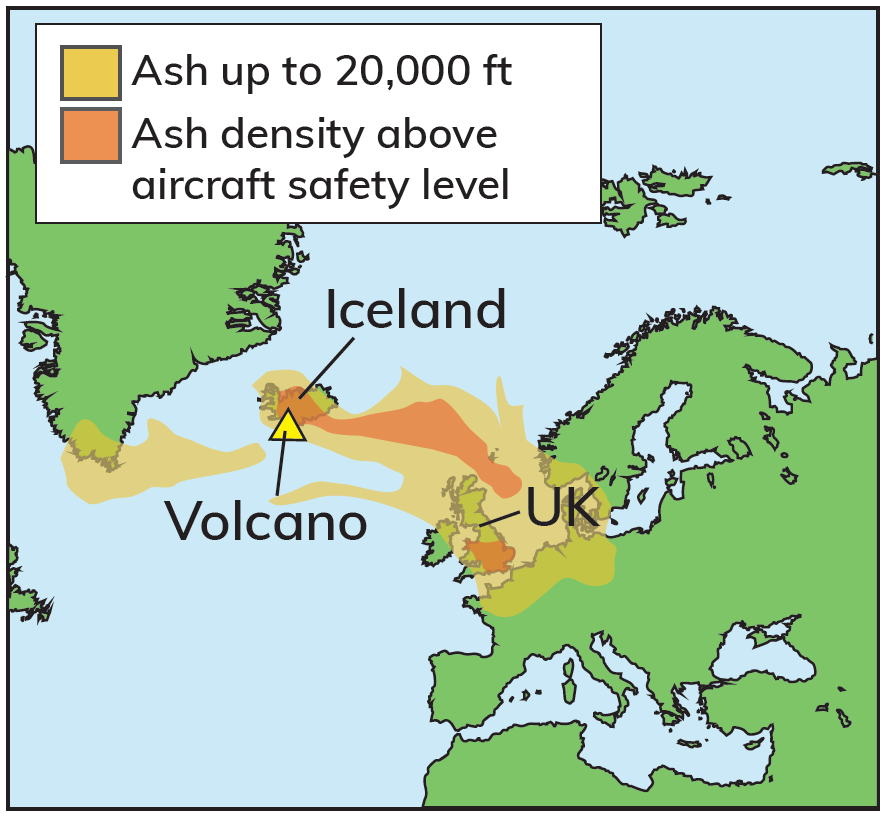 Ash up to 20,000 ft
Ash density above
aircraft safety level
Iceland
Volcano
UK